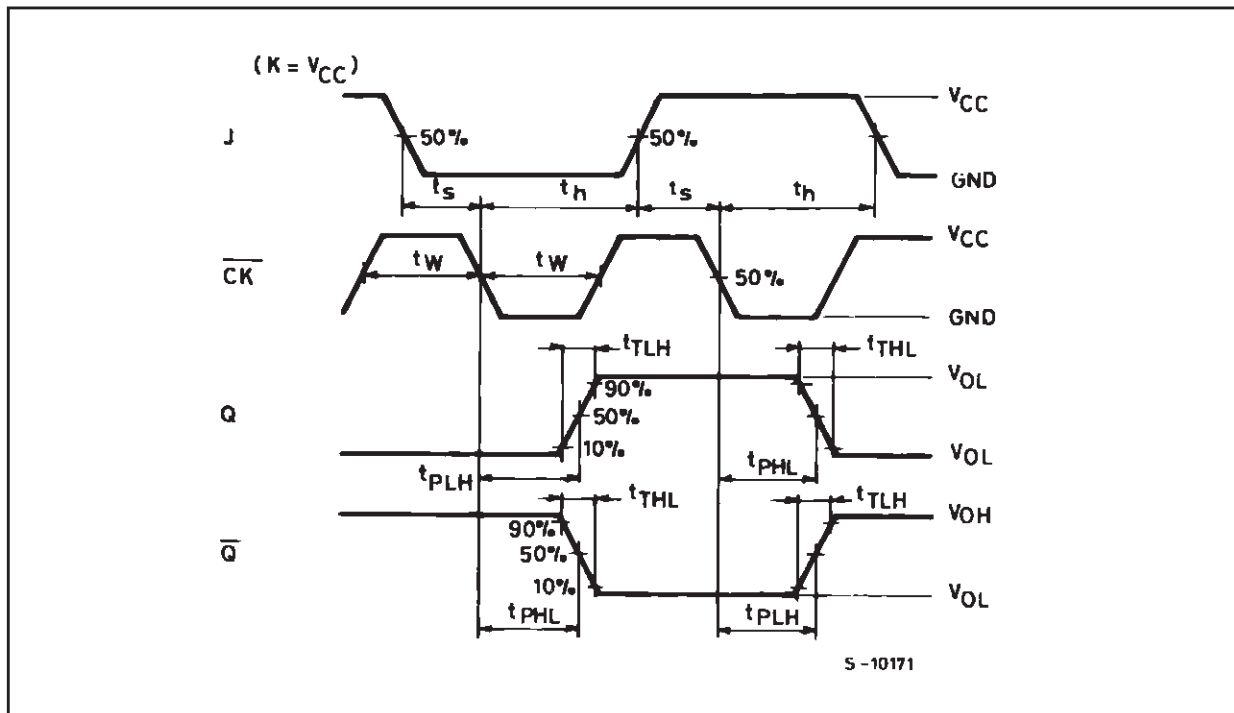 (K = VCC)
J
50%
50%
VCC
GND
ts
th
ts
th
CK
tW
tW
50%
VCC
GND
tTLH
tTHL
Q
90%
50%
10%
VOL
VOL
tPLH
tPHL
tTHL
tTLH
Q
90%
50%
10%
VOH
VOL
tPHL
tPLH
S-10171